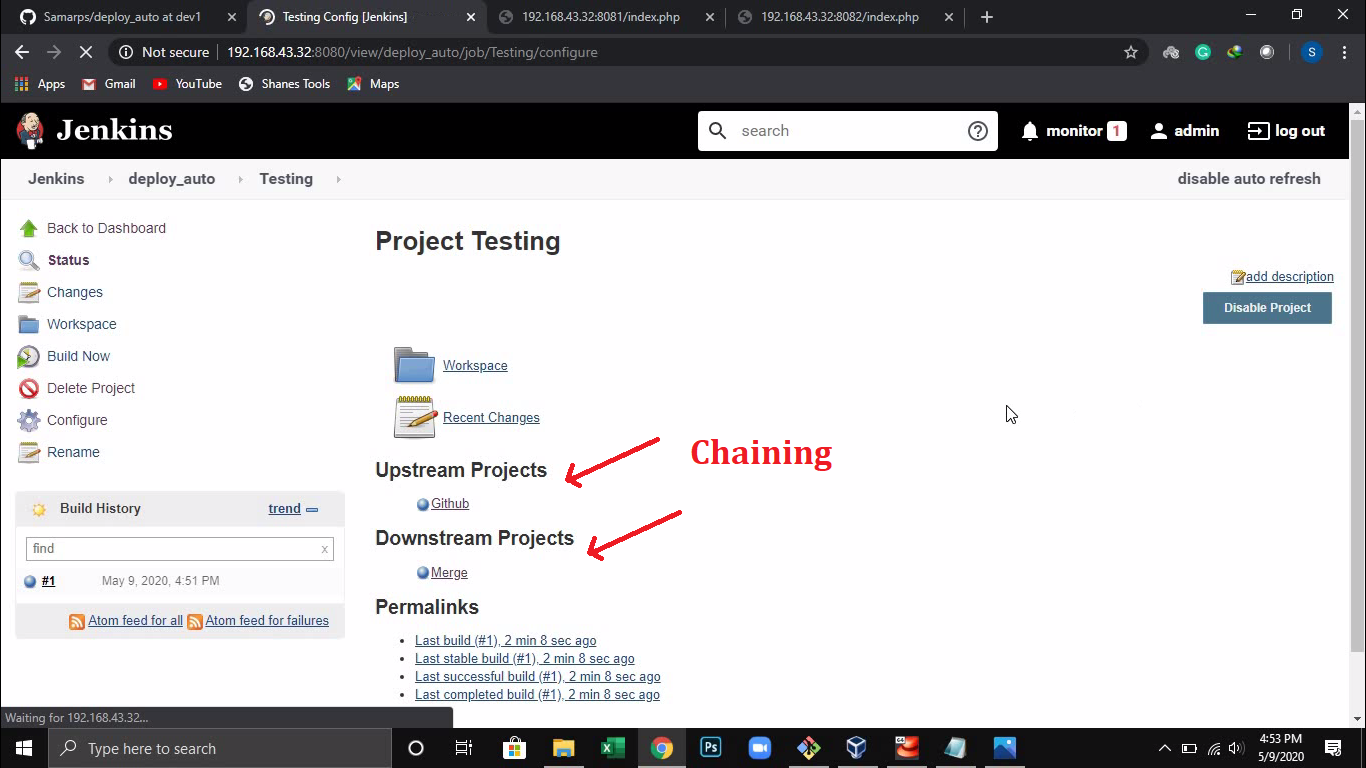 Samarps/deploy_auto at dev1
Testing Config [Jenkins]
192.168.43.32:8081/index.php
192.168.43.32:8082/index.php
Not secure
192.168.43.32:8080/view/deploy_auto/job/Testing/configure
S
Apps
Gmail
YouTube
Shanes Tools
Maps
Jenkins
search
monitor 1
admin
log out
Jenkins
deploy_auto
Testing
disable auto refresh
Back to Dashboard
Status
Changes
Workspace
Build Now
Delete Project
Configure
Rename
Build History
trend
find
x
#1 May 9, 2020, 4:51 PM
Atom feed for all
Atom feed for failures
Project Testing
add description
Disable Project
Workspace
Recent Changes
Chaining
Upstream Projects
Github
Downstream Projects
Merge
Permalinks
Last build (#1), 2 min 8 sec ago
Last stable build (#1), 2 min 8 sec ago
Last successful build (#1), 2 min 8 sec ago
Last completed build (#1), 2 min 8 sec ago
Waiting for 192.168.43.32...
Type here to search
Ps
64
4:53 PM
5/9/2020